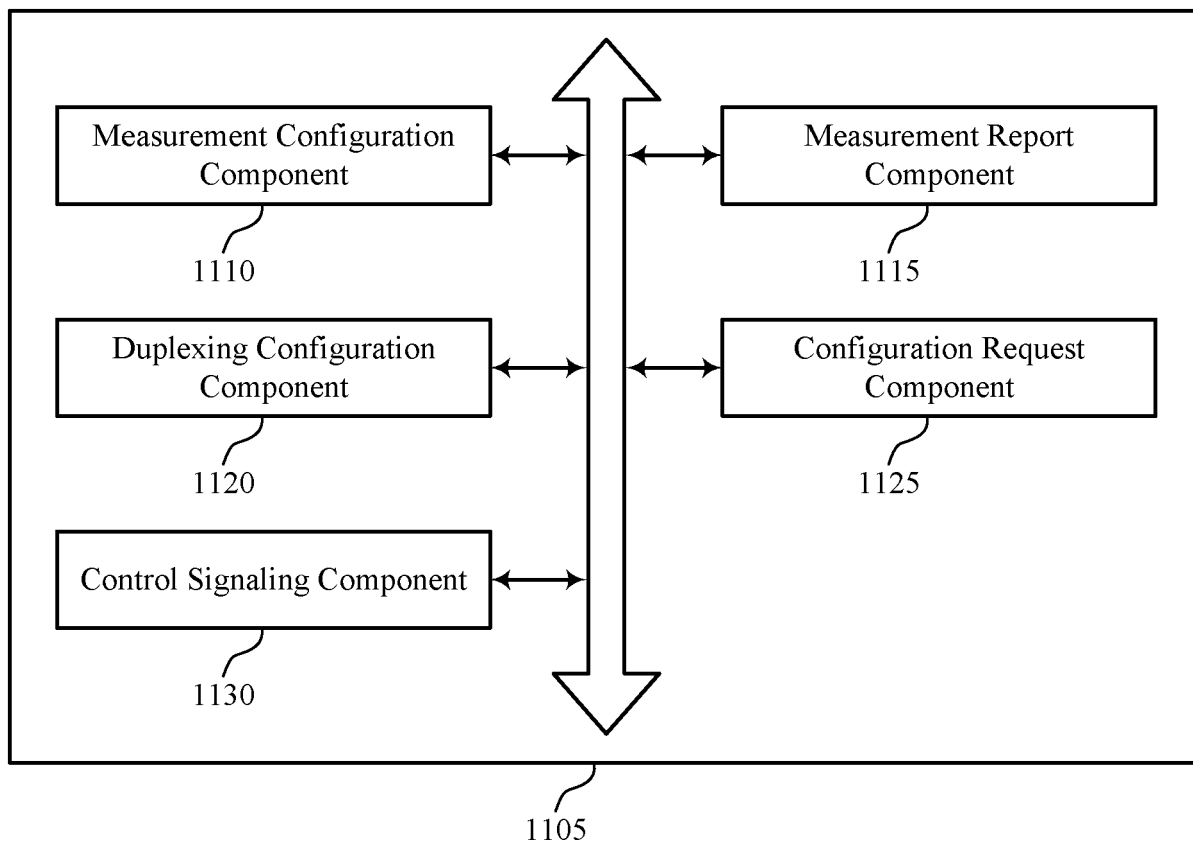 Measurement Configuration
Component
1110
Measurement Report
Component
1115
Duplexing Configuration
Component
1120
Configuration Request
Component
1125
Control Signaling Component
1130
1105